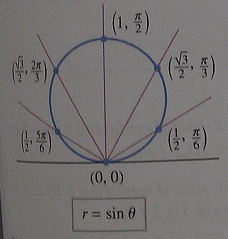 (1, π/2)
(√3/2, 2π/3)
(√3/2, π/3)
(1/2, 5π/6)
(1/2, π/6)
(0, 0)
r = sin θ